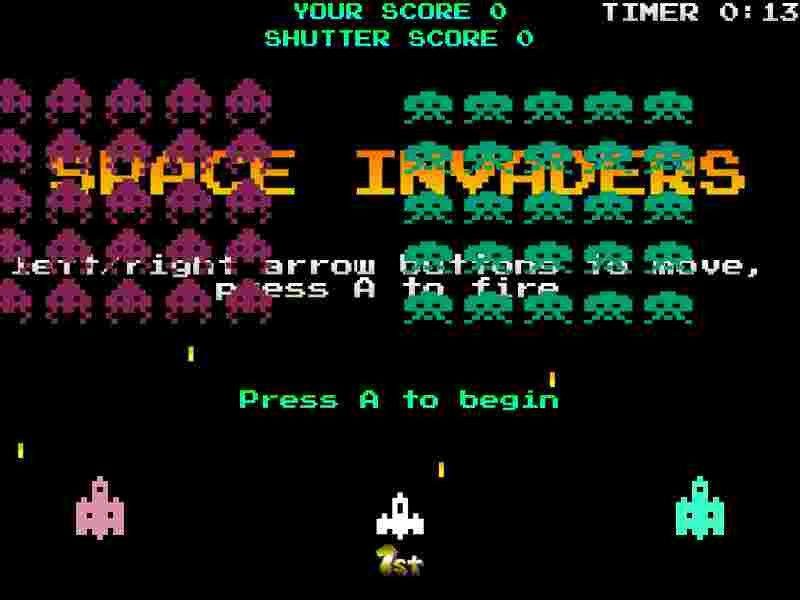 YOUR SCORE 0
TIMER 0:13
SHUTTER SCORE 0
SPACE INVADERS
left/right arrow buttons to move,
press A to fire
Press A to begin
1st